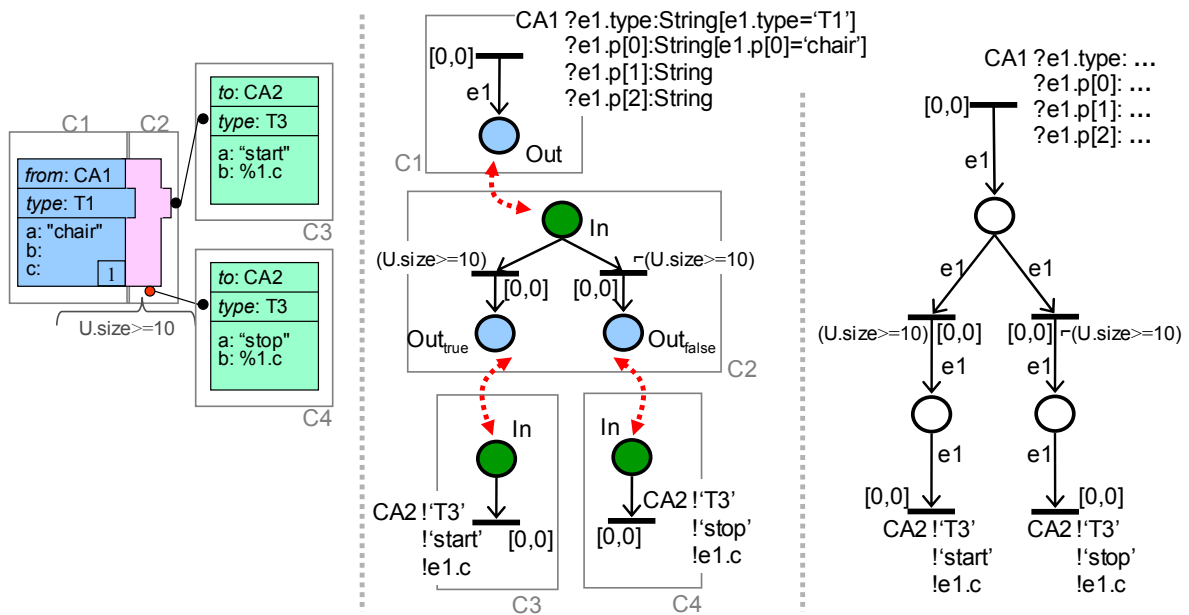 C1
C2
from: CA1
type: T1
a: "chair"
b:
c:
1
U.size>=10
to: CA2
type: T3
a: “start"
b: %1.c
C3
to: CA2
type: T3
a: “stop"
b: %1.c
C4
CA1 ?e1.type:String[e1.type=‘T1’]
?e1.p[0]:String[e1.p[0]=‘chair’]
?e1.p[1]:String
?e1.p[2]:String
[0,0]
e1
Out
C1
In
(U.size>=10)
⌐(U.size>=10)
[0,0]
[0,0]
Outtrue
Outfalse
C2
In
CA2 !‘T3’
!‘start’
!e1.c
[0,0]
C3
In
CA2 !‘T3’
!‘stop’
!e1.c
[0,0]
C4
CA1 ?e1.type: ...
?e1.p[0]: ...
?e1.p[1]: ...
?e1.p[2]: ...
[0,0]
e1
e1
e1
(U.size>=10)
[0,0]
[0,0]
⌐(U.size>=10)
e1
e1
e1
e1
[0,0]
[0,0]
CA2 !‘T3’
!‘start’
!e1.c
CA2 !‘T3’
!‘stop’
!e1.c